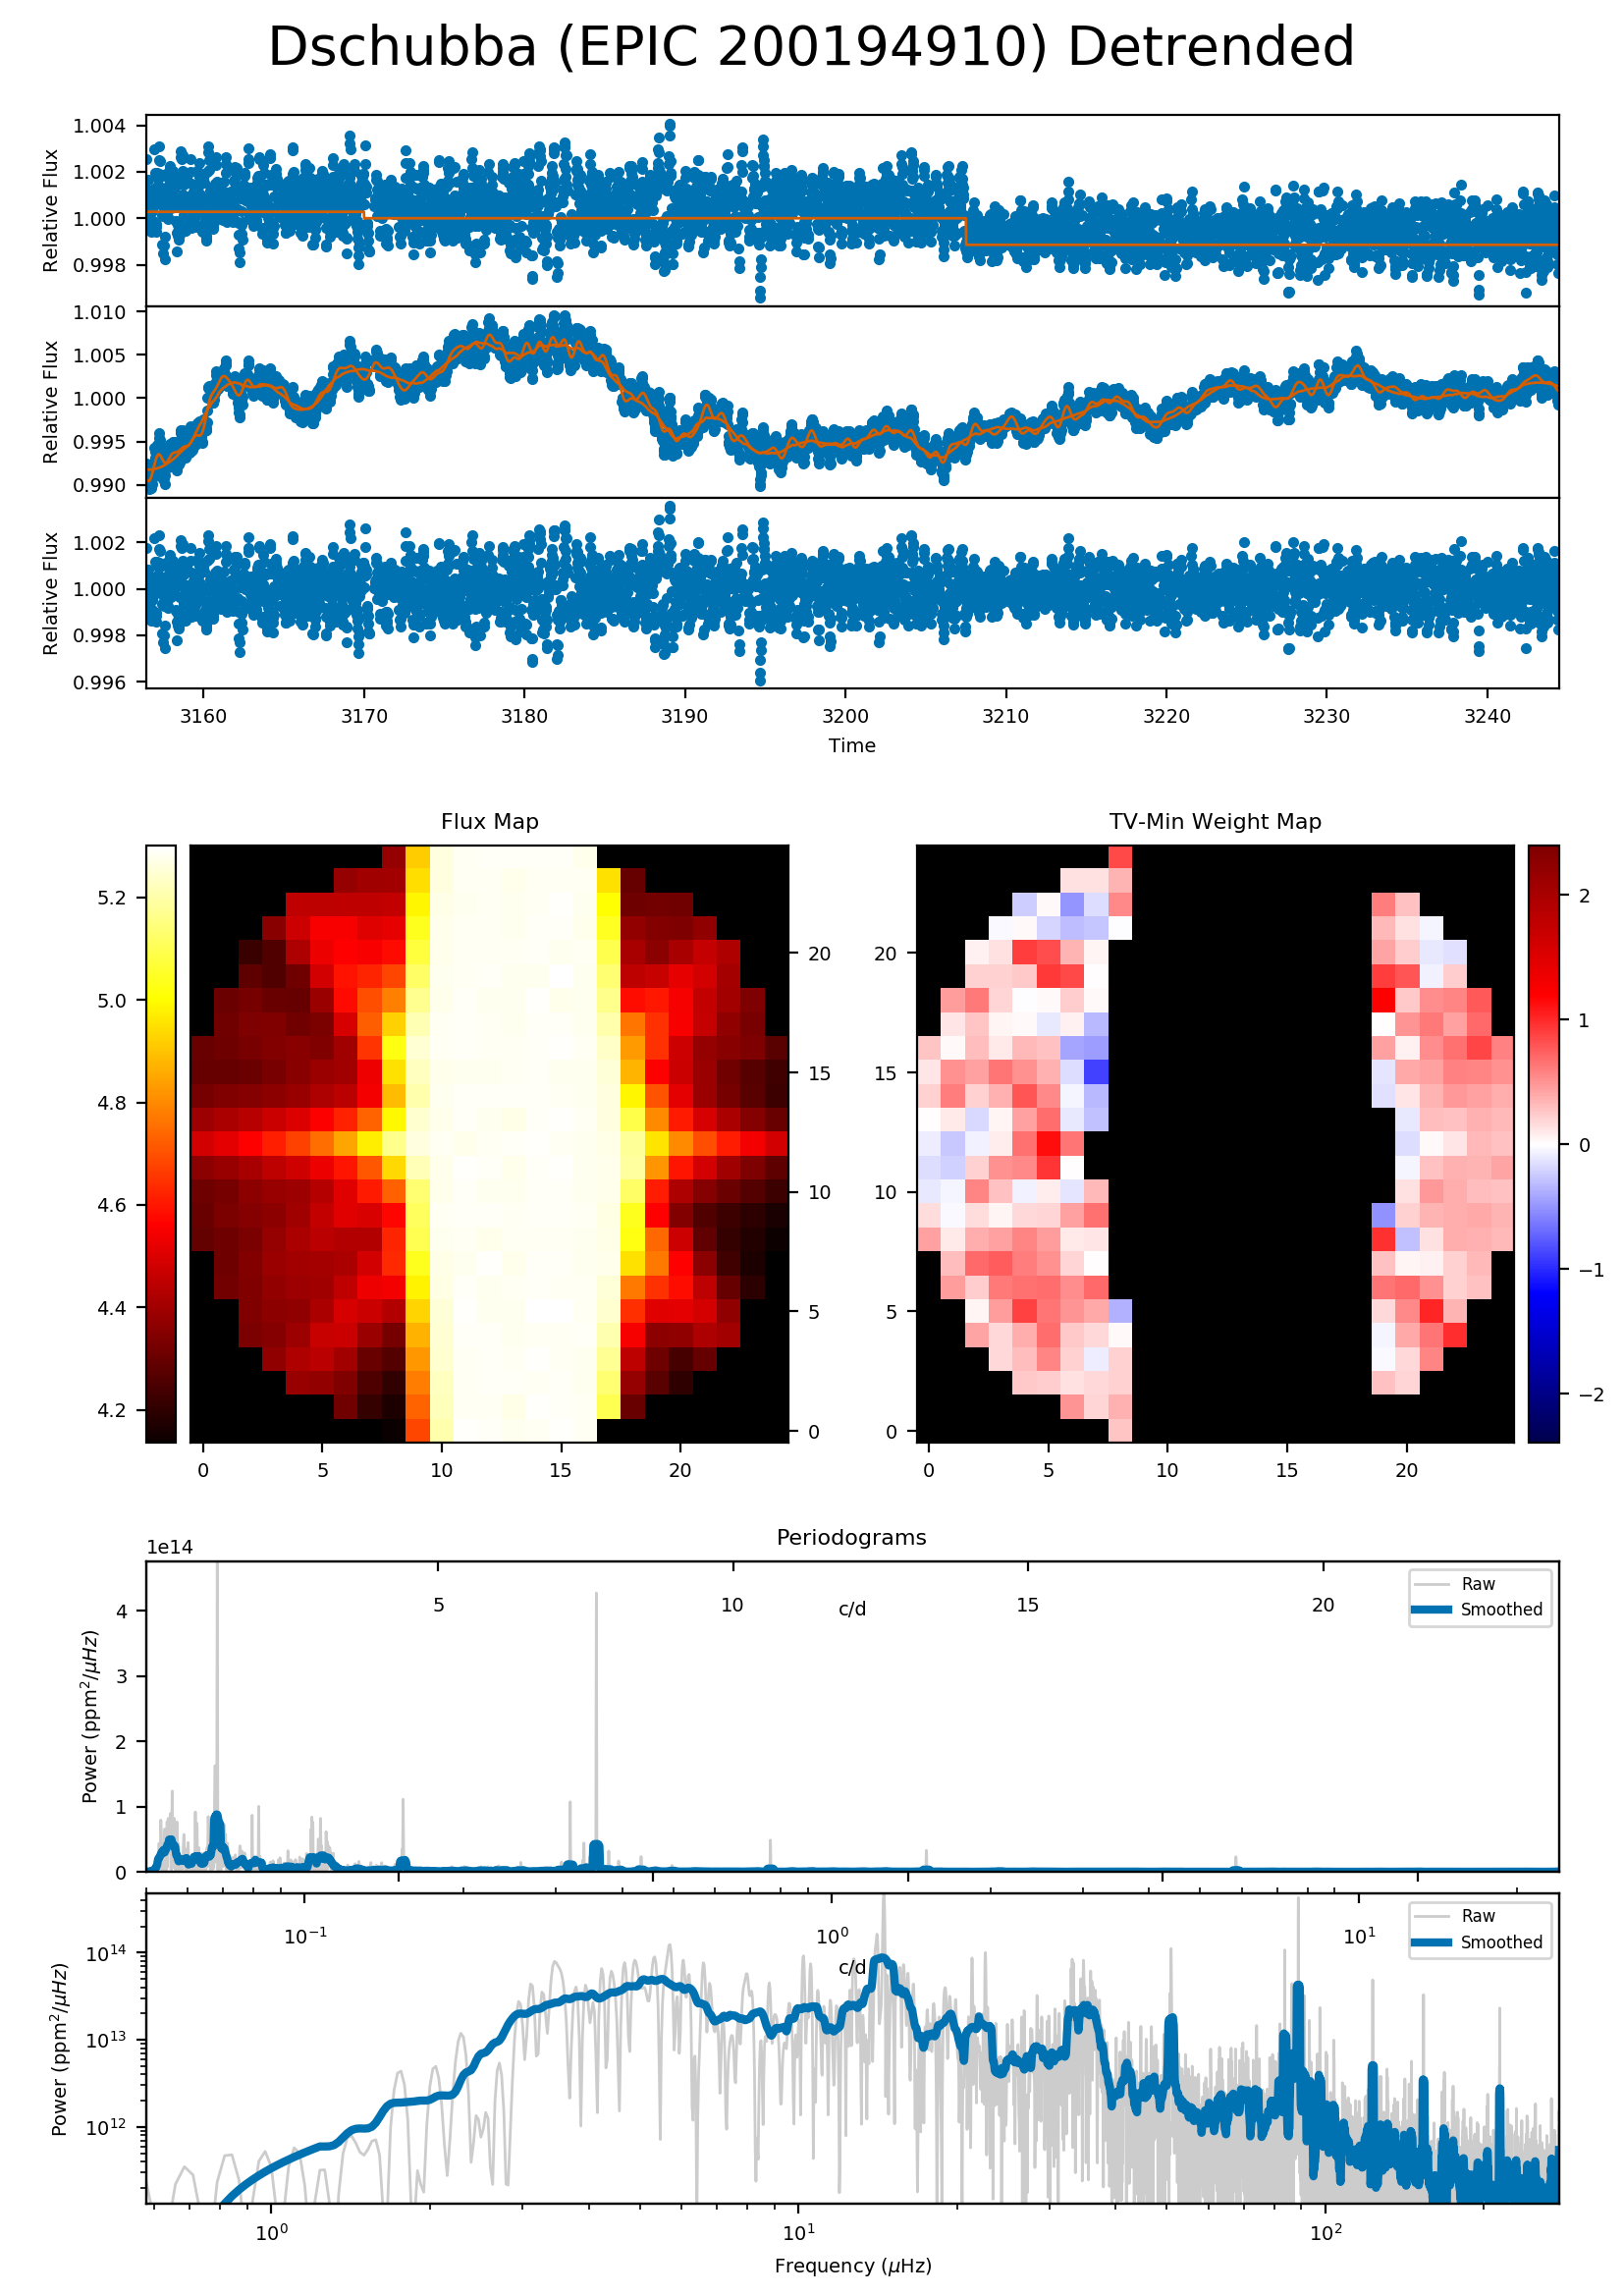 Dschubba (EPIC 200194910) Detrended
1.004
1.002
1.000
0.998
Relative Flux
1.010
1.005
1.000
0.995
0.990
Relative Flux
1.002
1.000
0.998
0.996
Relative Flux
3160 3170 3180 3190 3200 3210 3220 3230 3240
Time
Flux Map
5.2
5.0
4.8
4.6
4.4
4.2
20
15
10
5
0
0 5 10 15 20
TV-Min Weight Map
20
15
10
5
0
0 5 10 15 20
2
1
0
−1
−2
Periodograms
1e14
5 10 15 20
c/d
4
3
2
1
0
Power (ppm²/μHz)
Raw
Smoothed
10⁻¹ 10⁰ 10¹
c/d
10¹⁴
10¹³
10¹²
Power (ppm²/μHz)
Raw
Smoothed
10⁰ 10¹ 10²
Frequency (μHz)